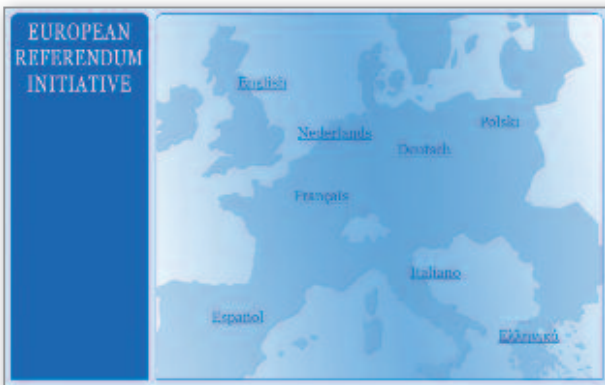 EUROPEAN
REFERENDUM
INITIATIVE
English
Polski
Nederlands
Deutsch
Français
Italiano
Español
Ελληνικά